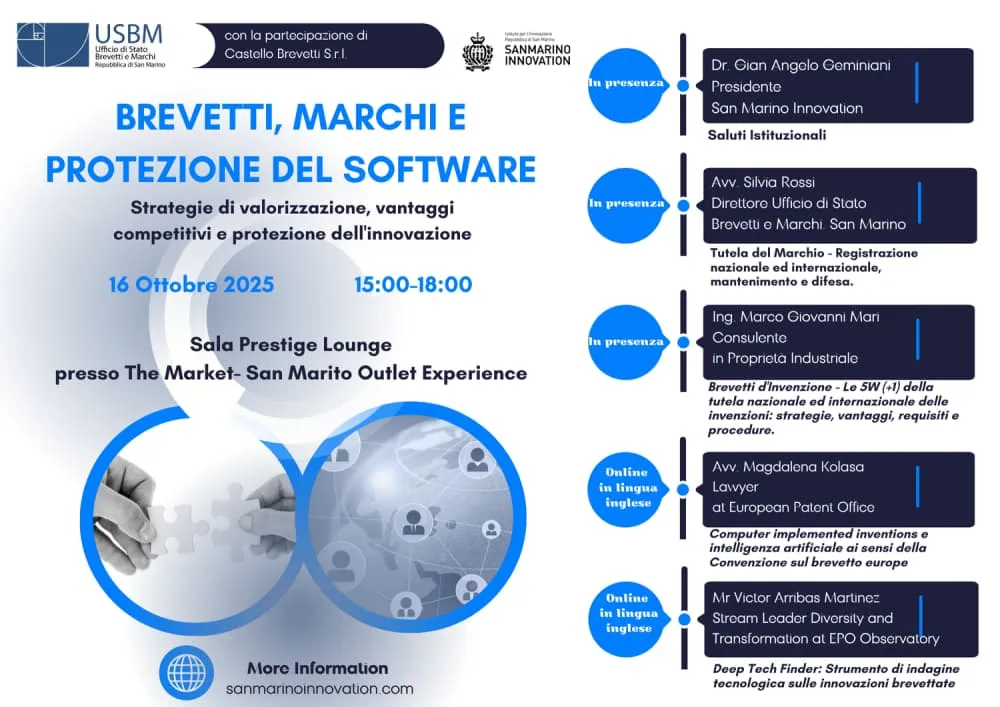 USBM
Ufficio di Stato
Brevetti e Marchi
Repubblica di San Marino
con la partecipazione di
Castello Brevetti S.r.l.
Istituto per l'Innovazione
Repubblica di San Marino
SANMARINO
INNOVATION
BREVETTI, MARCHI E
PROTEZIONE DEL SOFTWARE
Strategie di valorizzazione, vantaggi
competitivi e protezione dell'innovazione
16 Ottobre 2025
15:00-18:00
Sala Prestige Lounge
presso The Market- San Marito Outlet Experience
More Information
sanmarinoinnovation.com
In presenza
Dr. Gian Angelo Geminiani
Presidente
San Marino Innovation
Saluti Istituzionali
In presenza
Avv. Silvia Rossi
Direttore Ufficio di Stato
Brevetti e Marchi. San Marino
Tutela del Marchio - Registrazione
nazionale ed internazionale,
mantenimento e difesa.
In presenza
Ing. Marco Giovanni Mari
Consulente
in Proprietà Industriale
Brevetti d'Invenzione - Le 5W (+1) della
tutela nazionale ed internazionale delle
invenzioni: strategie, vantaggi, requisiti e
procedure.
Online
in lingua
inglese
Avv. Magdalena Kolasa
Lawyer
at European Patent Office
Computer implemented inventions e
intelligenza artificiale ai sensi della
Convenzione sul brevetto europe
Online
in lingua
inglese
Mr Victor Arribas Martinez
Stream Leader Diversity and
Transformation at EPO Observatory
Deep Tech Finder: Strumento di indagine
tecnologica sulle innovazioni brevettate